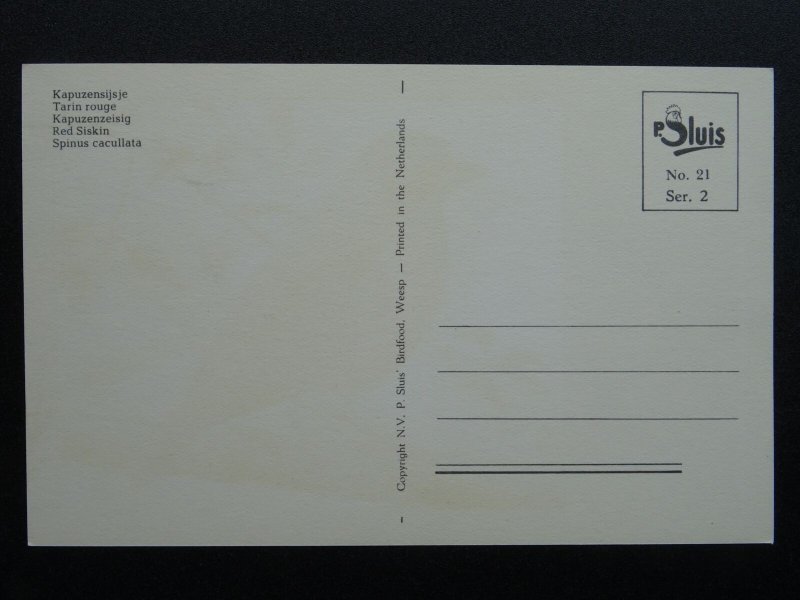 Kapuzensijsje
Tarin rouge
Kapuzenzeisig
Red Siskin
Spinus cacullata
Copyright N.V. P. Sluis' Birdfood, Weesp — Printed in the Netherlands
P. Sluis
No. 21
Ser. 2